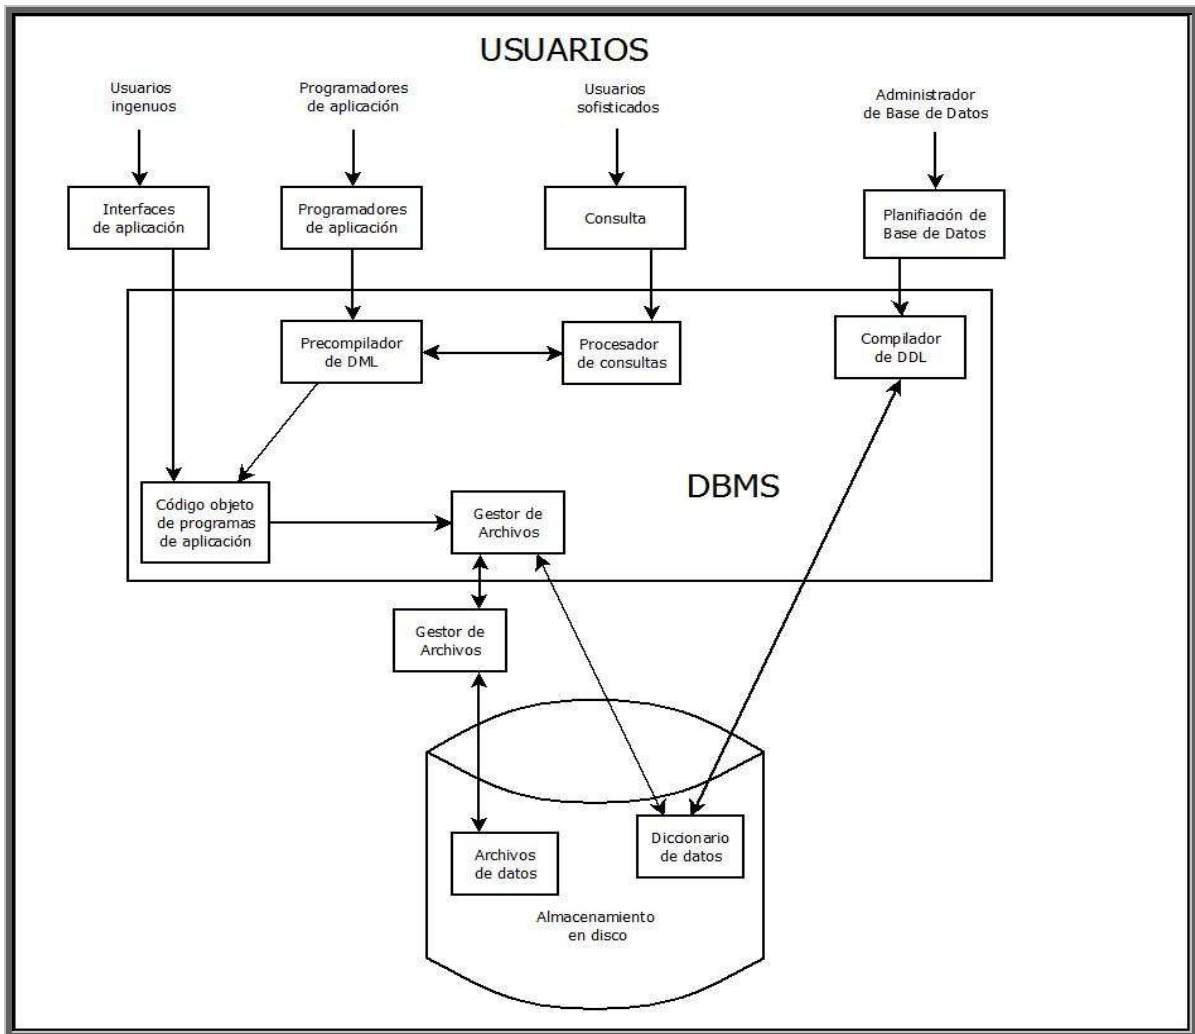 USUARIOS
Usuarios
ingenuos
Programadores
de aplicación
Usuarios
sofisticados
Administrador
de Base de Datos
Interfaces
de aplicación
Programadores
de aplicación
Consulta
Planifiación de
Base de Datos
Precompilador
de DML
Procesador
de consultas
Compilador
de DDL
DBMS
Código objeto
de programas
de aplicación
Gestor de
Archivos
Gestor de
Archivos
Archivos
de datos
Diccionario
de datos
Almacenamiento
en disco